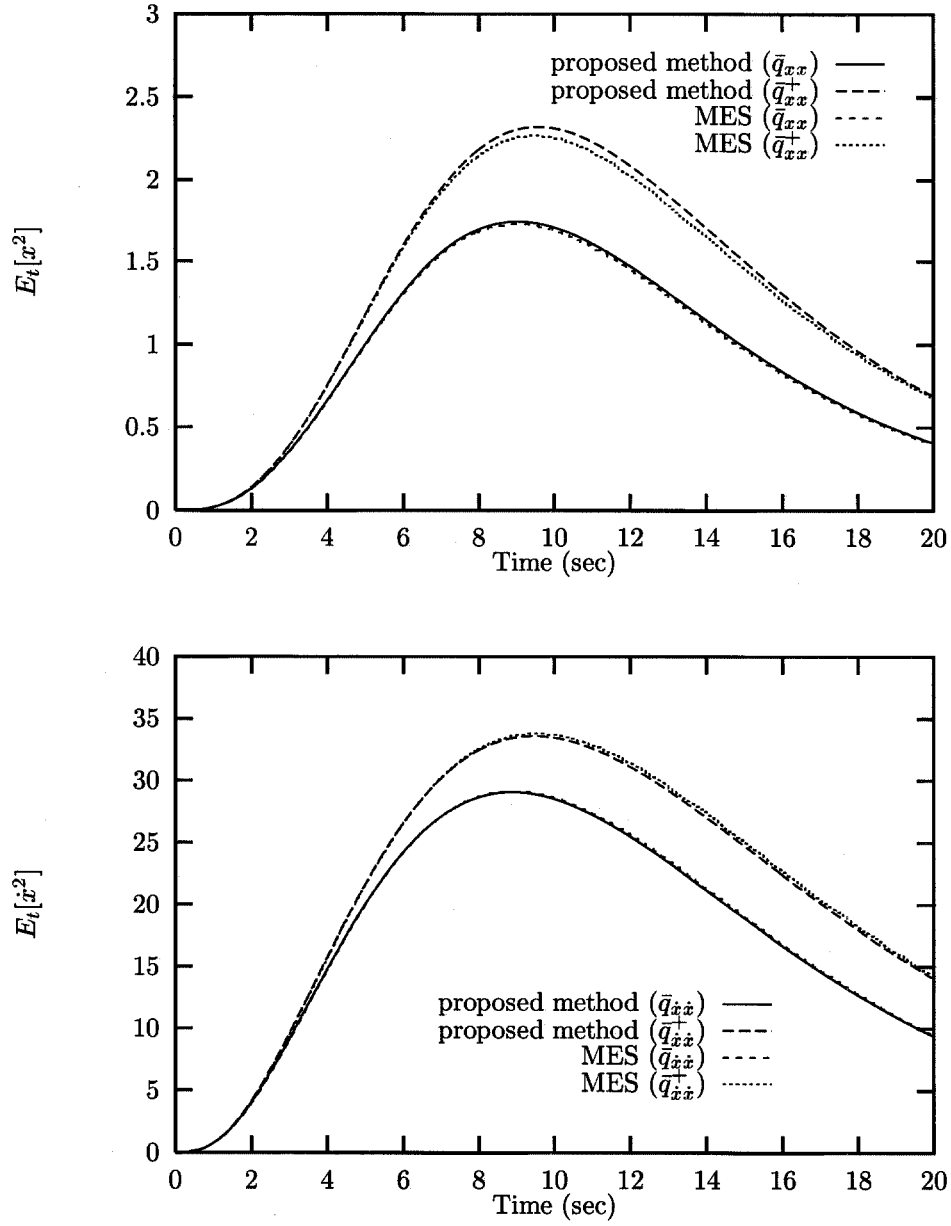 3
2.5
2
1.5
1
0.5
0
E_t[x²]
proposed method (q̄_xx)
proposed method (q̄⁺_xx)
MES (q̄_xx)
MES (q̄⁺_xx)
0 2 4 6 8 10 12 14 16 18 20
Time (sec)
40
35
30
25
20
15
10
5
0
E_t[ẋ²]
proposed method (q̄_ẋẋ)
proposed method (q̄⁺_ẋẋ)
MES (q̄_ẋẋ)
MES (q̄⁺_ẋẋ)
0 2 4 6 8 10 12 14 16 18 20
Time (sec)